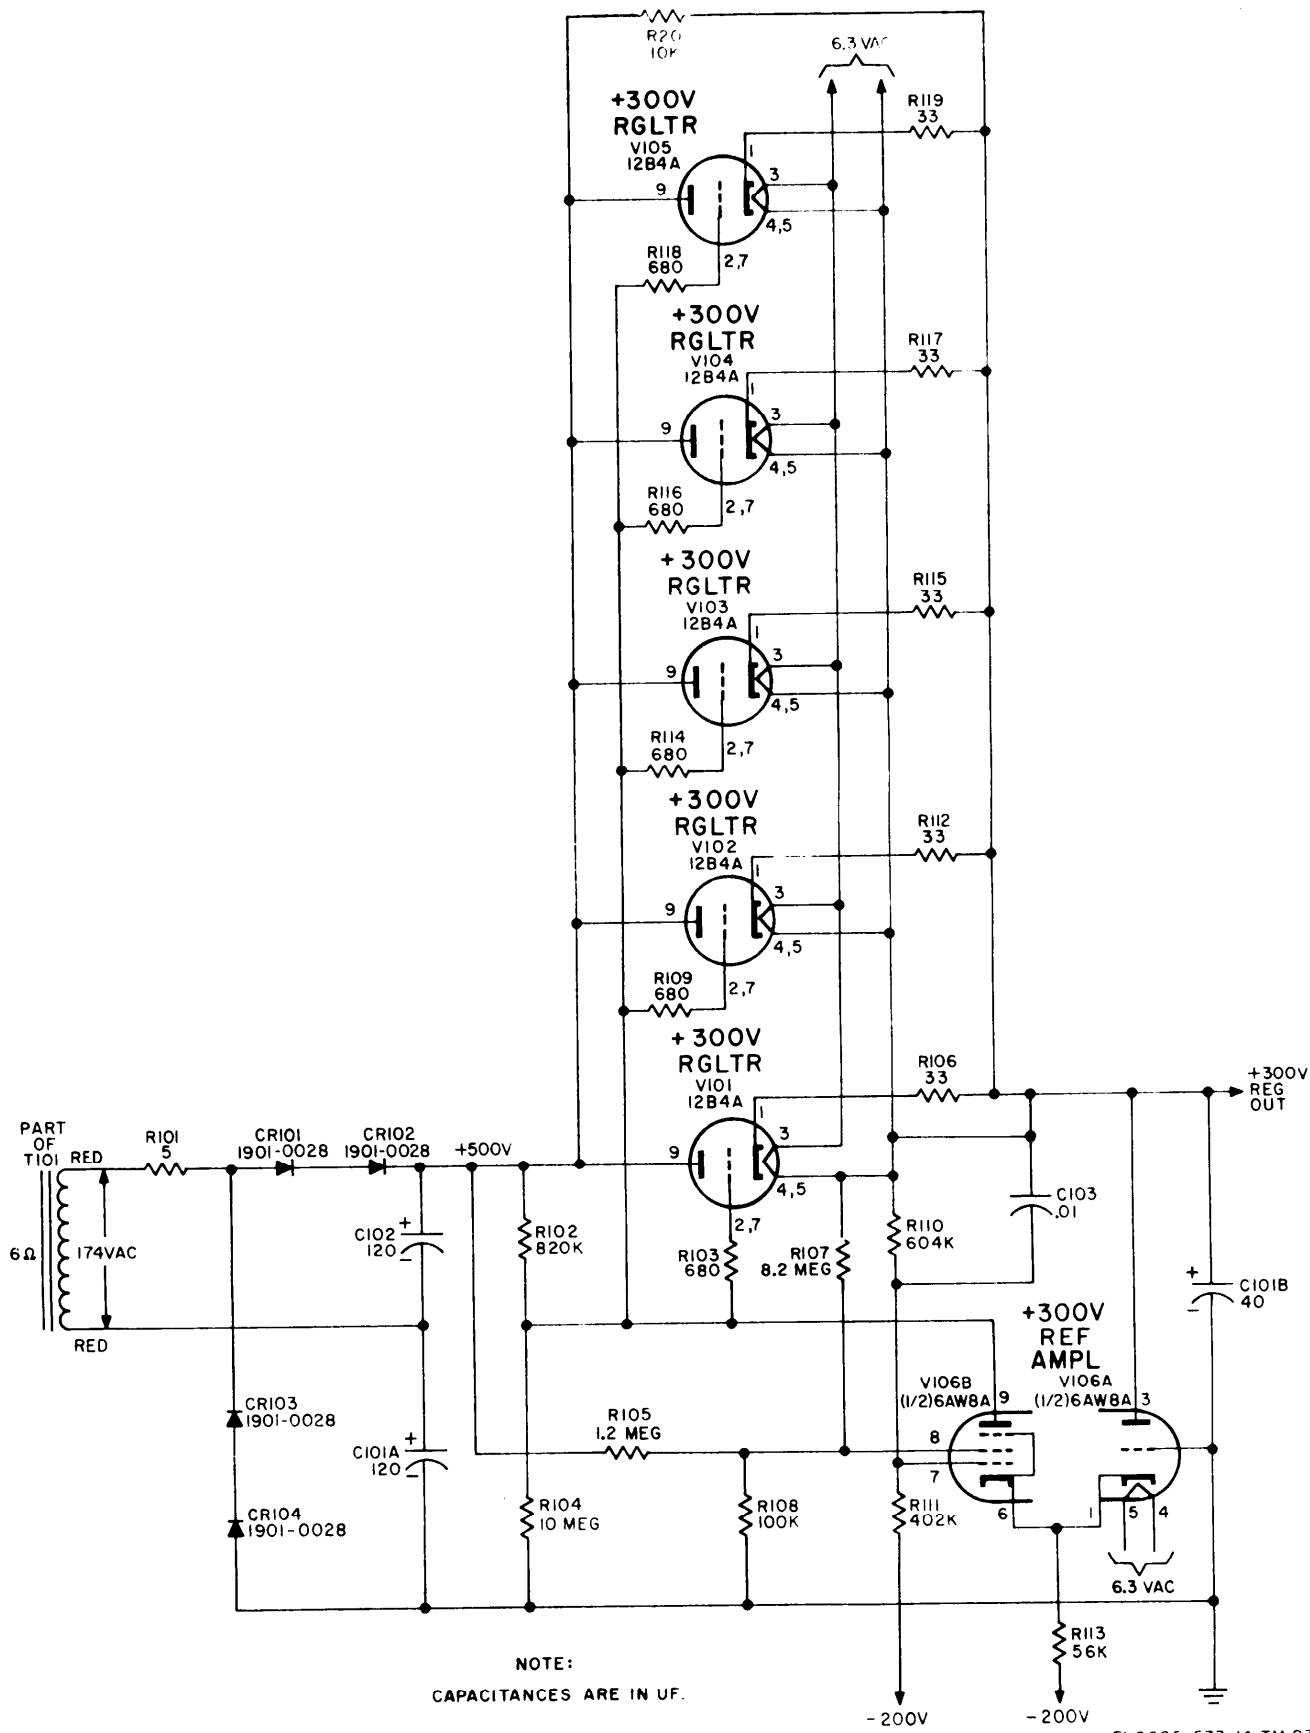 R20
10K
6.3 VAC
+300V
RGLTR
V105
12B4A
R119
33
1
3
9
4,5
2,7
R118
680
+300V
RGLTR
V104
12B4A
R117
33
1
3
9
4,5
2,7
R116
680
+300V
RGLTR
V103
12B4A
R115
33
1
3
9
4,5
2,7
R114
680
+300V
RGLTR
V102
12B4A
R112
33
1
3
9
4,5
2,7
R109
680
+300V
RGLTR
V101
12B4A
R106
33
1
3
9
4,5
2,7
+300V
REG
OUT
PART
OF
T101
RED
R101
5
CR101
1901-0028
CR102
1901-0028
+500V
6Ω
174VAC
RED
C102
120
+
-
R102
820K
R103
680
R107
8.2 MEG
R110
604K
C103
.01
+
-
C101B
40
+300V
REF
AMPL
V106B
(1/2)6AW8A
9
V106A
(1/2)6AW8A
3
CR103
1901-0028
C101A
120
+
-
R105
1.2 MEG
8
7
CR104
1901-0028
R104
10 MEG
R108
100K
R111
402K
6
1
5
4
6.3 VAC
R113
56K
-200V
-200V
NOTE:
CAPACITANCES ARE IN UF.